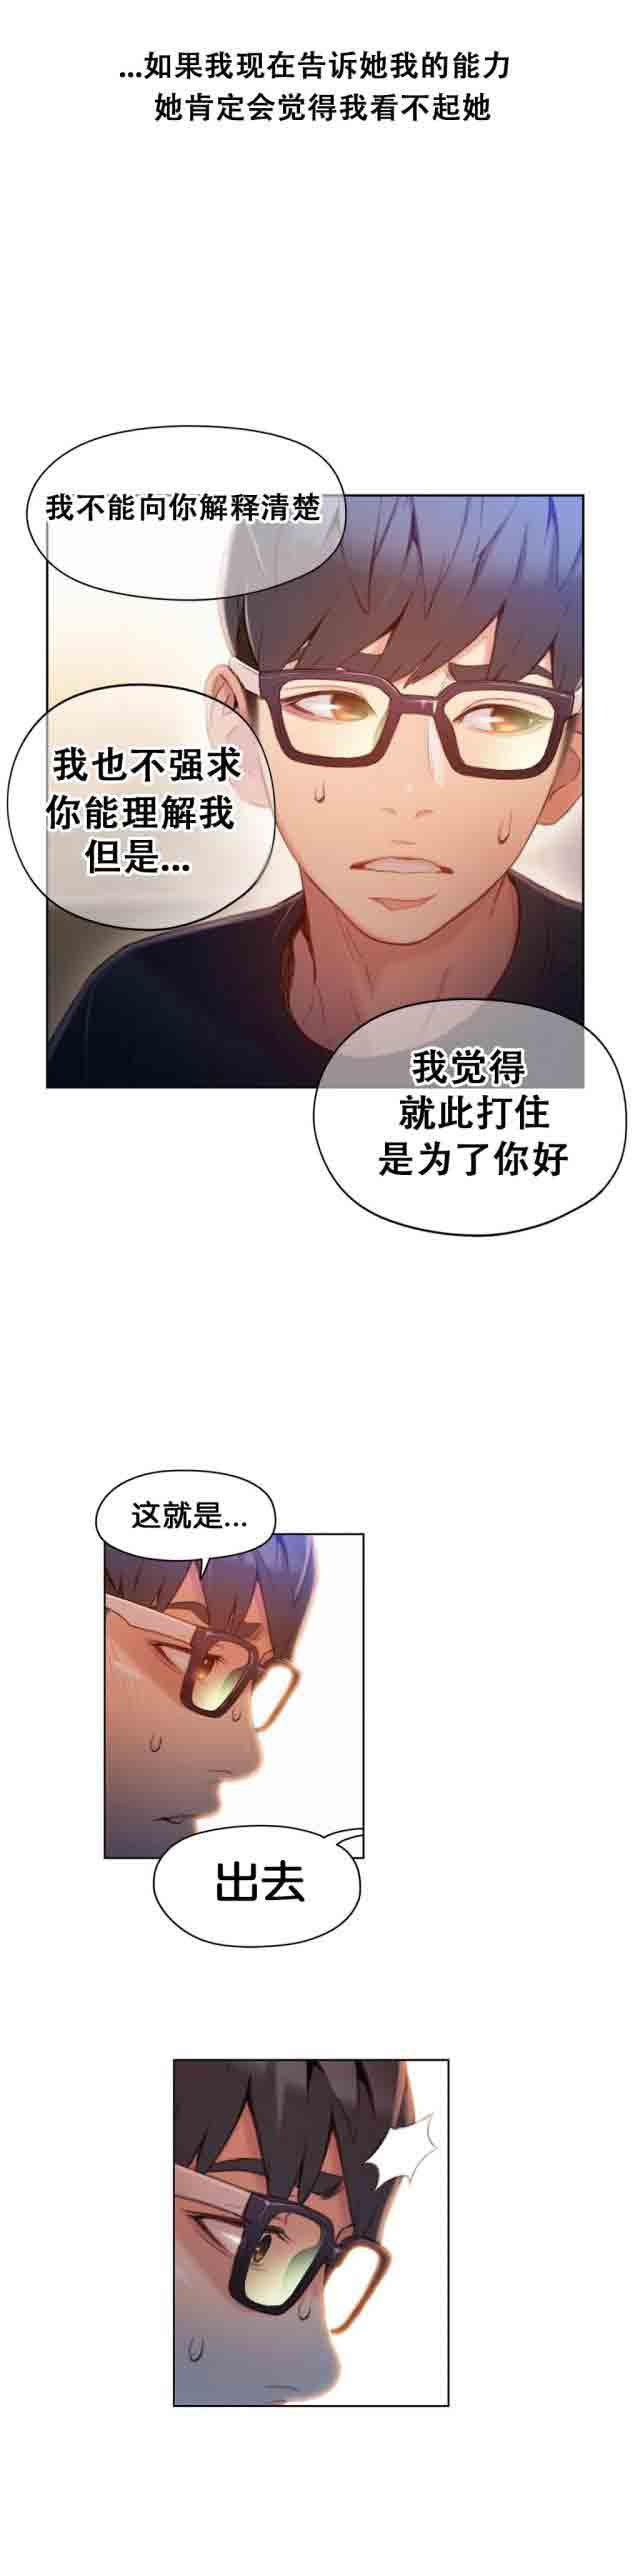 ...如果我现在告诉她我的能力
她肯定会觉得我看不起她
我不能向你解释清楚
我也不强求
你能理解我
但是...
我觉得
就此打住
是为了你好
这就是...
出去